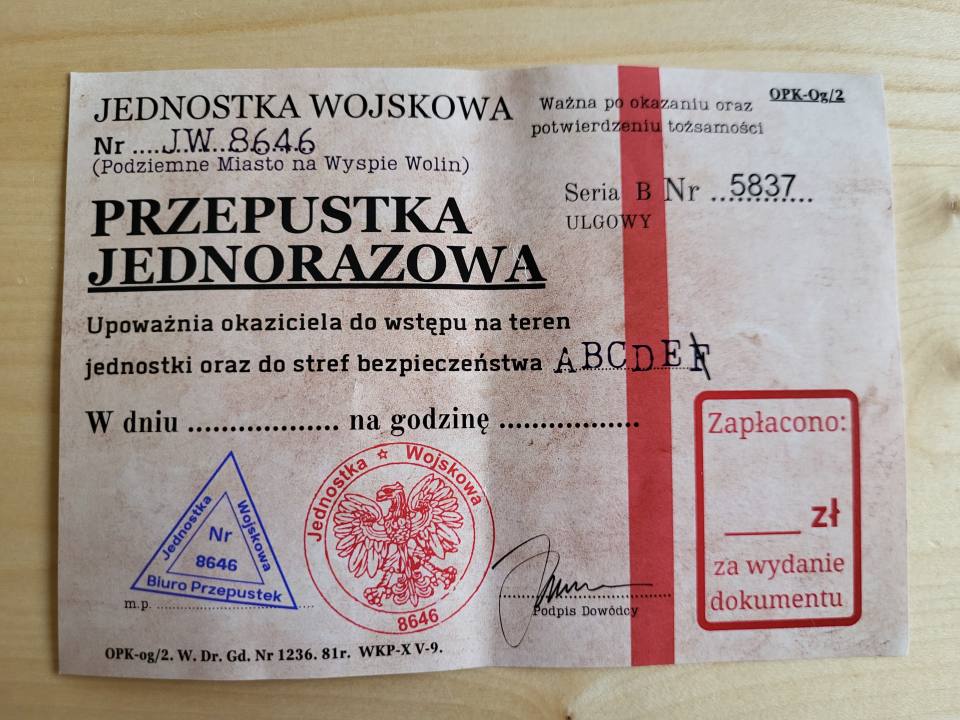 JEDNOSTKA WOJSKOWA
Nr ....J.W. 8646
(Podziemne Miasto na Wyspie Wolin)
Ważna po okazaniu oraz
potwierdzeniu tożsamości
OPK-Og/2
Seria B Nr ...5837...
ULGOWY
PRZEPUSTKA
JEDNORAZOWA
Upoważnia okaziciela do wstępu na teren
jednostki oraz do stref bezpieczeństwa ABCDEF
W dniu .................. na godzinę .................
Zapłacono:
____ zł
za wydanie
dokumentu
Jednostka Wojskowa
Nr
8646
Biuro Przepustek
m.p. ........................
Jednostka ☆ Wojskowa
8646
Podpis Dowódcy
OPK-og/2. W. Dr. Gd. Nr 1236. 81r. WKP-X V-9.